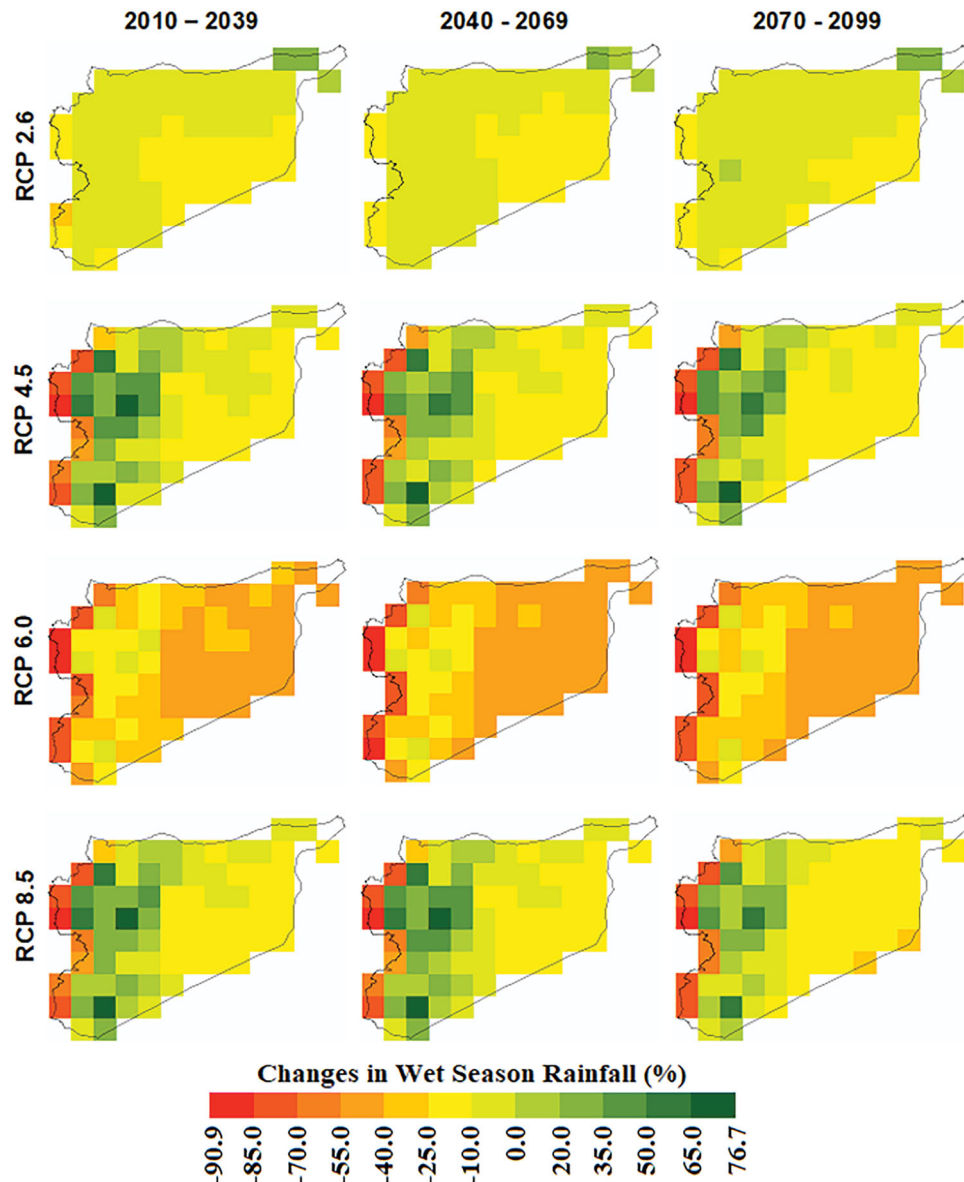 2010 – 2039 2040 - 2069 2070 - 2099
RCP 2.6
RCP 4.5
RCP 6.0
RCP 8.5
Changes in Wet Season Rainfall (%)
-90.9 -85.0 -70.0 -55.0 -40.0 -25.0 -10.0 0.0 20.0 35.0 50.0 65.0 76.7